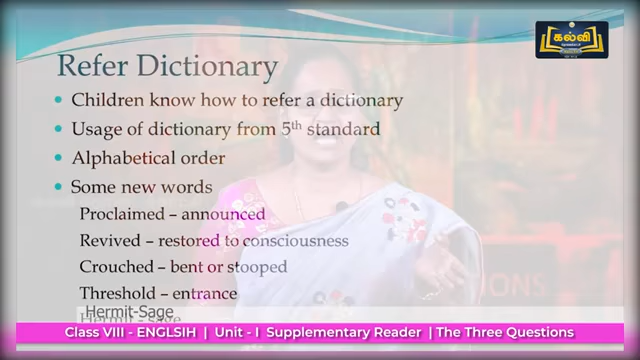 கல்வி
Refer Dictionary
• Children know how to refer a dictionary
• Usage of dictionary from 5th standard
• Alphabetical order
• Some new words
Proclaimed – announced
Revived – restored to consciousness
Crouched – bent or stooped
Threshold – entrance
Hermit-Sage
Hermit - sage
Class VIII - ENGLSIH | Unit - I Supplementary Reader | The Three Questions